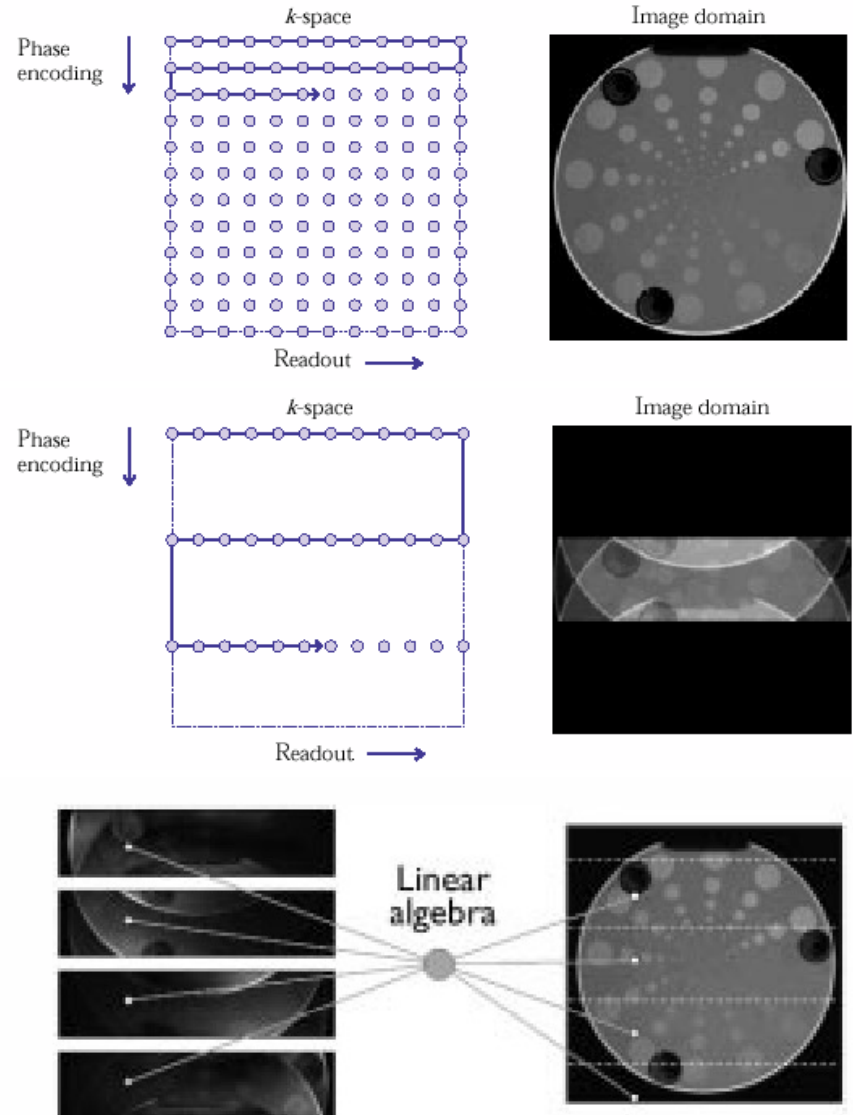 k-space
Image domain
Phase
encoding
Readout
k-space
Image domain
Phase
encoding
Readout
Linear
algebra